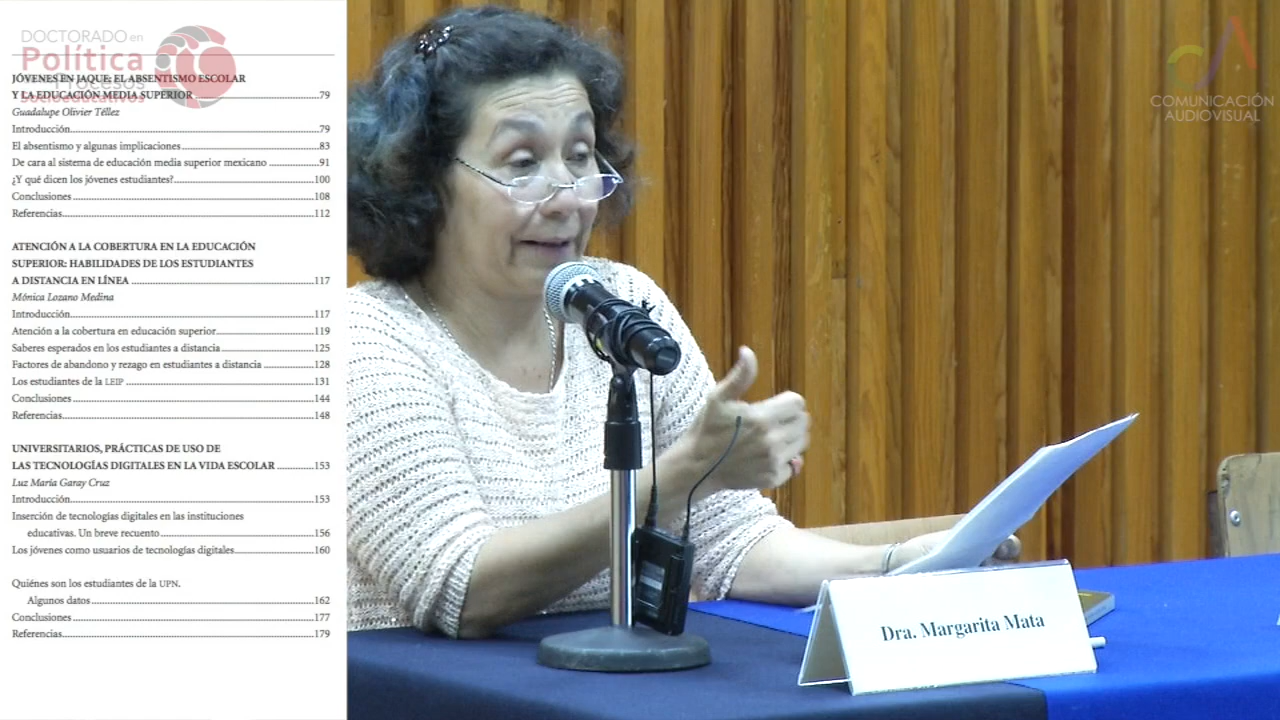 DOCTORADO en
Política
Procesos
Socioeducativos
JÓVENES EN JAQUE: EL ABSENTISMO ESCOLAR
Y LA EDUCACIÓN MEDIA SUPERIOR ...79
Guadalupe Olivier Téllez
Introducción...79
El absentismo y algunas implicaciones...83
De cara al sistema de educación media superior mexicano...91
¿Y qué dicen los jóvenes estudiantes?...100
Conclusiones...108
Referencias...112
ATENCIÓN A LA COBERTURA EN LA EDUCACIÓN
SUPERIOR: HABILIDADES DE LOS ESTUDIANTES
A DISTANCIA EN LÍNEA...117
Mónica Lozano Medina
Introducción...117
Atención a la cobertura en educación superior...119
Saberes esperados en los estudiantes a distancia...125
Factores de abandono y rezago en estudiantes a distancia...128
Los estudiantes de la LEIP...131
Conclusiones...144
Referencias...148
UNIVERSITARIOS, PRÁCTICAS DE USO DE
LAS TECNOLOGÍAS DIGITALES EN LA VIDA ESCOLAR...153
Luz María Garay Cruz
Introducción...153
Inserción de tecnologías digitales en las instituciones
educativas. Un breve recuento...156
Los jóvenes como usuarios de tecnologías digitales...160
Quiénes son los estudiantes de la UPN.
Algunos datos...162
Conclusiones...177
Referencias...179
CA
COMUNICACIÓN
AUDIOVISUAL
Dra. Margarita Mata